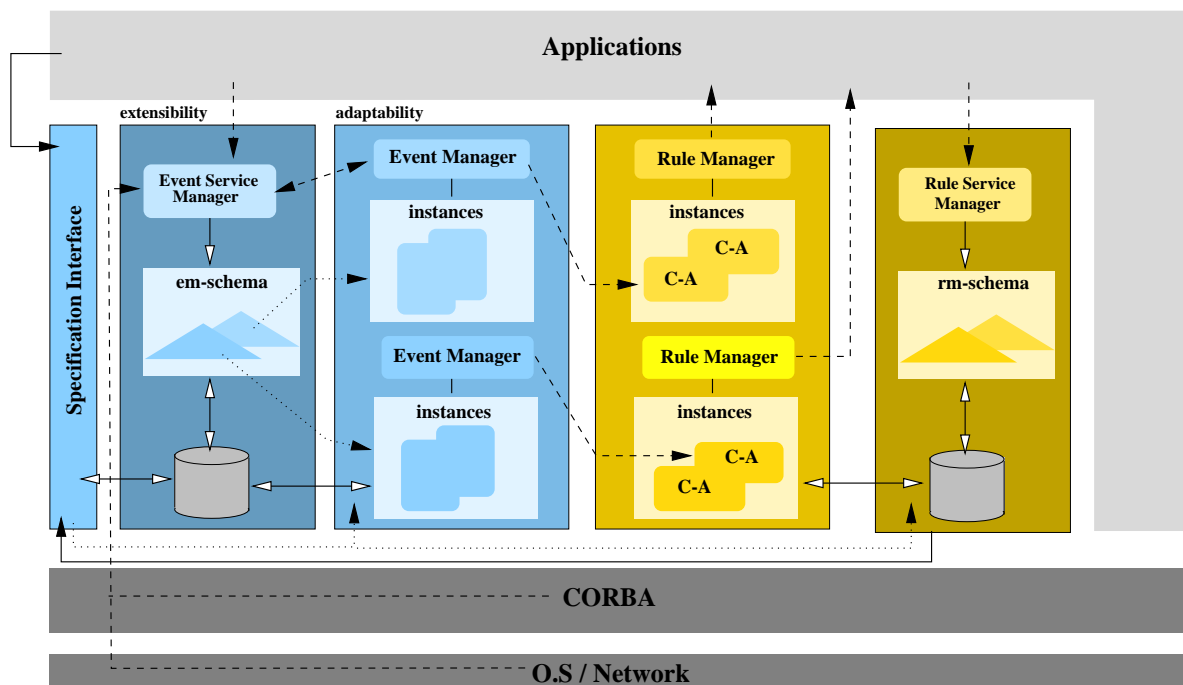 Applications
extensibility
adaptability
Specification Interface
Event Service
Manager
em-schema
Event Manager
instances
Event Manager
instances
Rule Manager
instances
C-A
C-A
Rule Manager
instances
C-A
C-A
Rule Service
Manager
rm-schema
CORBA
O.S / Network